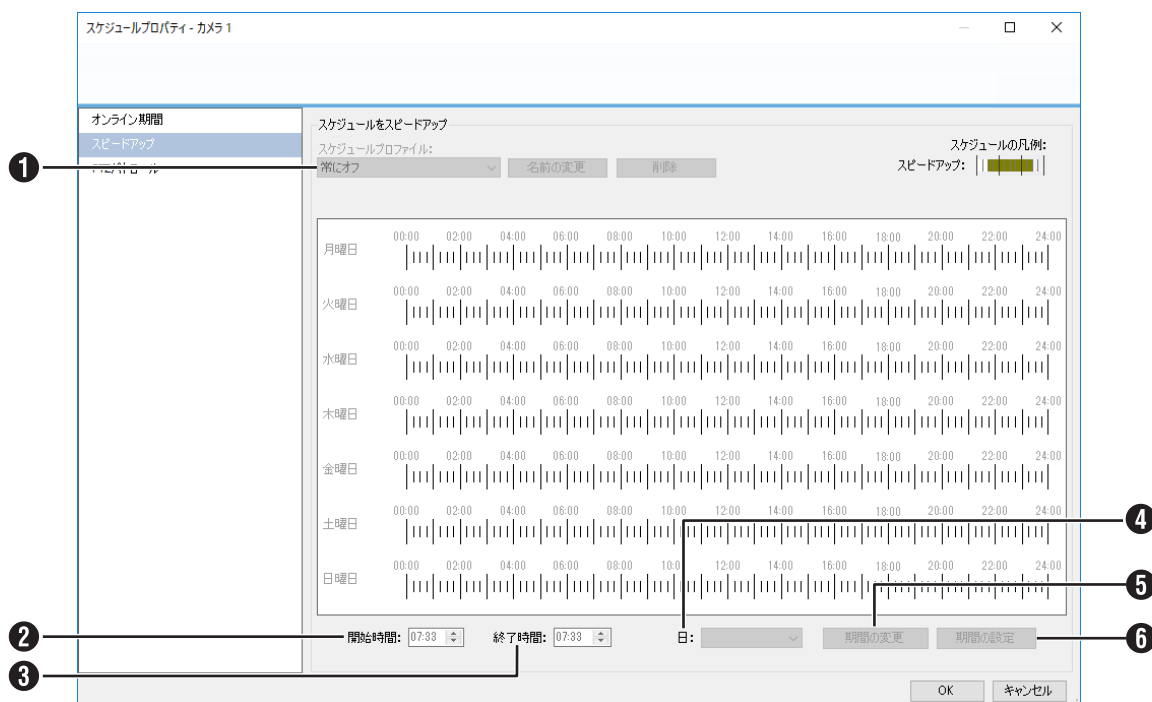 スケジュールプロパティ - カメラ 1
オンライン期間
スピードアップ
スケジュールをスピードアップ
スケジュールプロファイル:
常にオフ
名前の変更
削除
スケジュールの凡例:
スピードアップ:
❶
月曜日
00:00 02:00 04:00 06:00 08:00 10:00 12:00 14:00 16:00 18:00 20:00 22:00 24:00
火曜日
00:00 02:00 04:00 06:00 08:00 10:00 12:00 14:00 16:00 18:00 20:00 22:00 24:00
水曜日
00:00 02:00 04:00 06:00 08:00 10:00 12:00 14:00 16:00 18:00 20:00 22:00 24:00
木曜日
00:00 02:00 04:00 06:00 08:00 10:00 12:00 14:00 16:00 18:00 20:00 22:00 24:00
金曜日
00:00 02:00 04:00 06:00 08:00 10:00 12:00 14:00 16:00 18:00 20:00 22:00 24:00
土曜日
00:00 02:00 04:00 06:00 08:00 10:00 12:00 14:00 16:00 18:00 20:00 22:00 24:00
日曜日
00:00 02:00 04:00 06:00 08:00 10:0 12:00 14:00 16:00 18:00 20:00 22:00 24:00
❹
❺
❷
開始時間: 07:33 終了時間: 07:33 日: 期間の変更 期間の設定
❻
❸
OK キャンセル